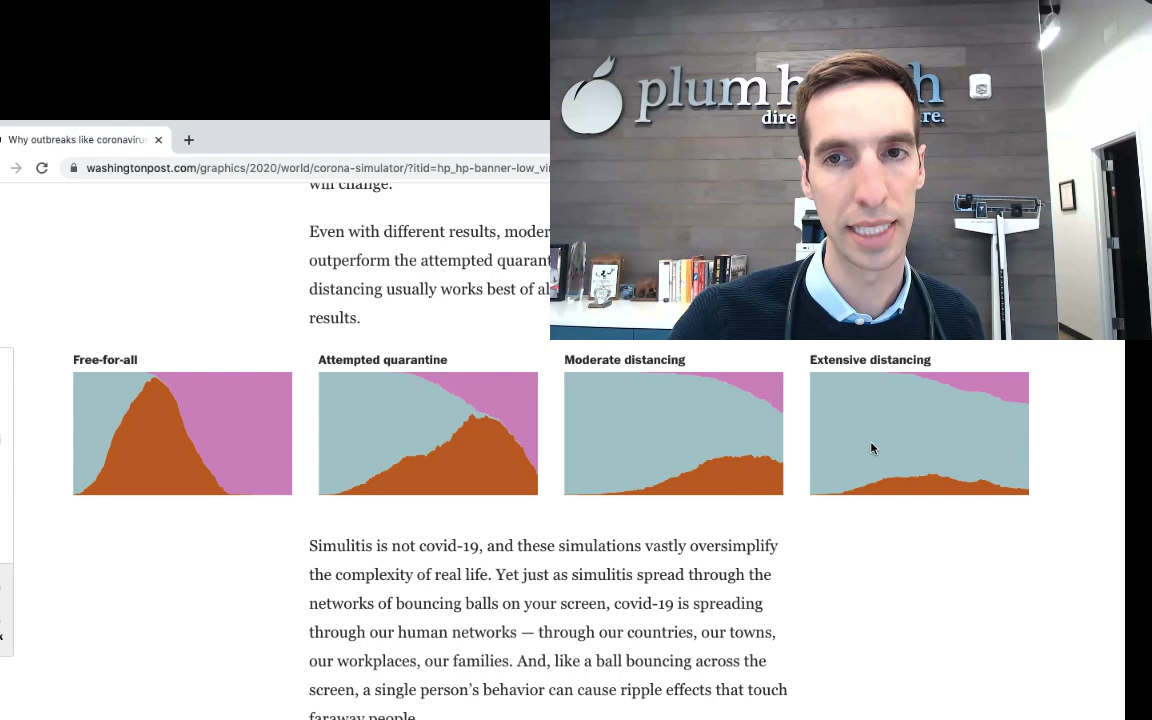 plum h h
dire re.
Why outbreaks like coronavirus
washingtonpost.com/graphics/2020/world/corona-simulator/?itid=hp_hp-banner-low_vi
will change.
Even with different results, moder
outperform the attempted quarant
distancing usually works best of al
results.
Free-for-all
Attempted quarantine
Moderate distancing
Extensive distancing
Simulitis is not covid-19, and these simulations vastly oversimplify
the complexity of real life. Yet just as simulitis spread through the
networks of bouncing balls on your screen, covid-19 is spreading
through our human networks — through our countries, our towns,
our workplaces, our families. And, like a ball bouncing across the
screen, a single person's behavior can cause ripple effects that touch
faraway people.